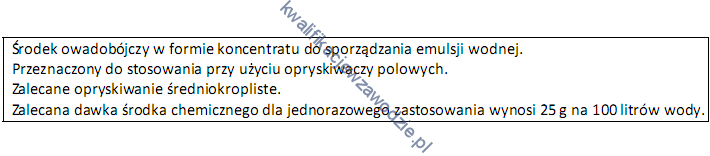 Środek owadobójczy w formie koncentratu do sporządzania emulsji wodnej.
Przeznaczony do stosowania przy użyciu opryskiwaczy polowych.
Zalecane opryskiwanie średniokropliste.
Zalecana dawka środka chemicznego dla jednorazowego zastosowania wynosi 25 g na 100 litrów wody.
kwalifikacjewzawodzie.pl